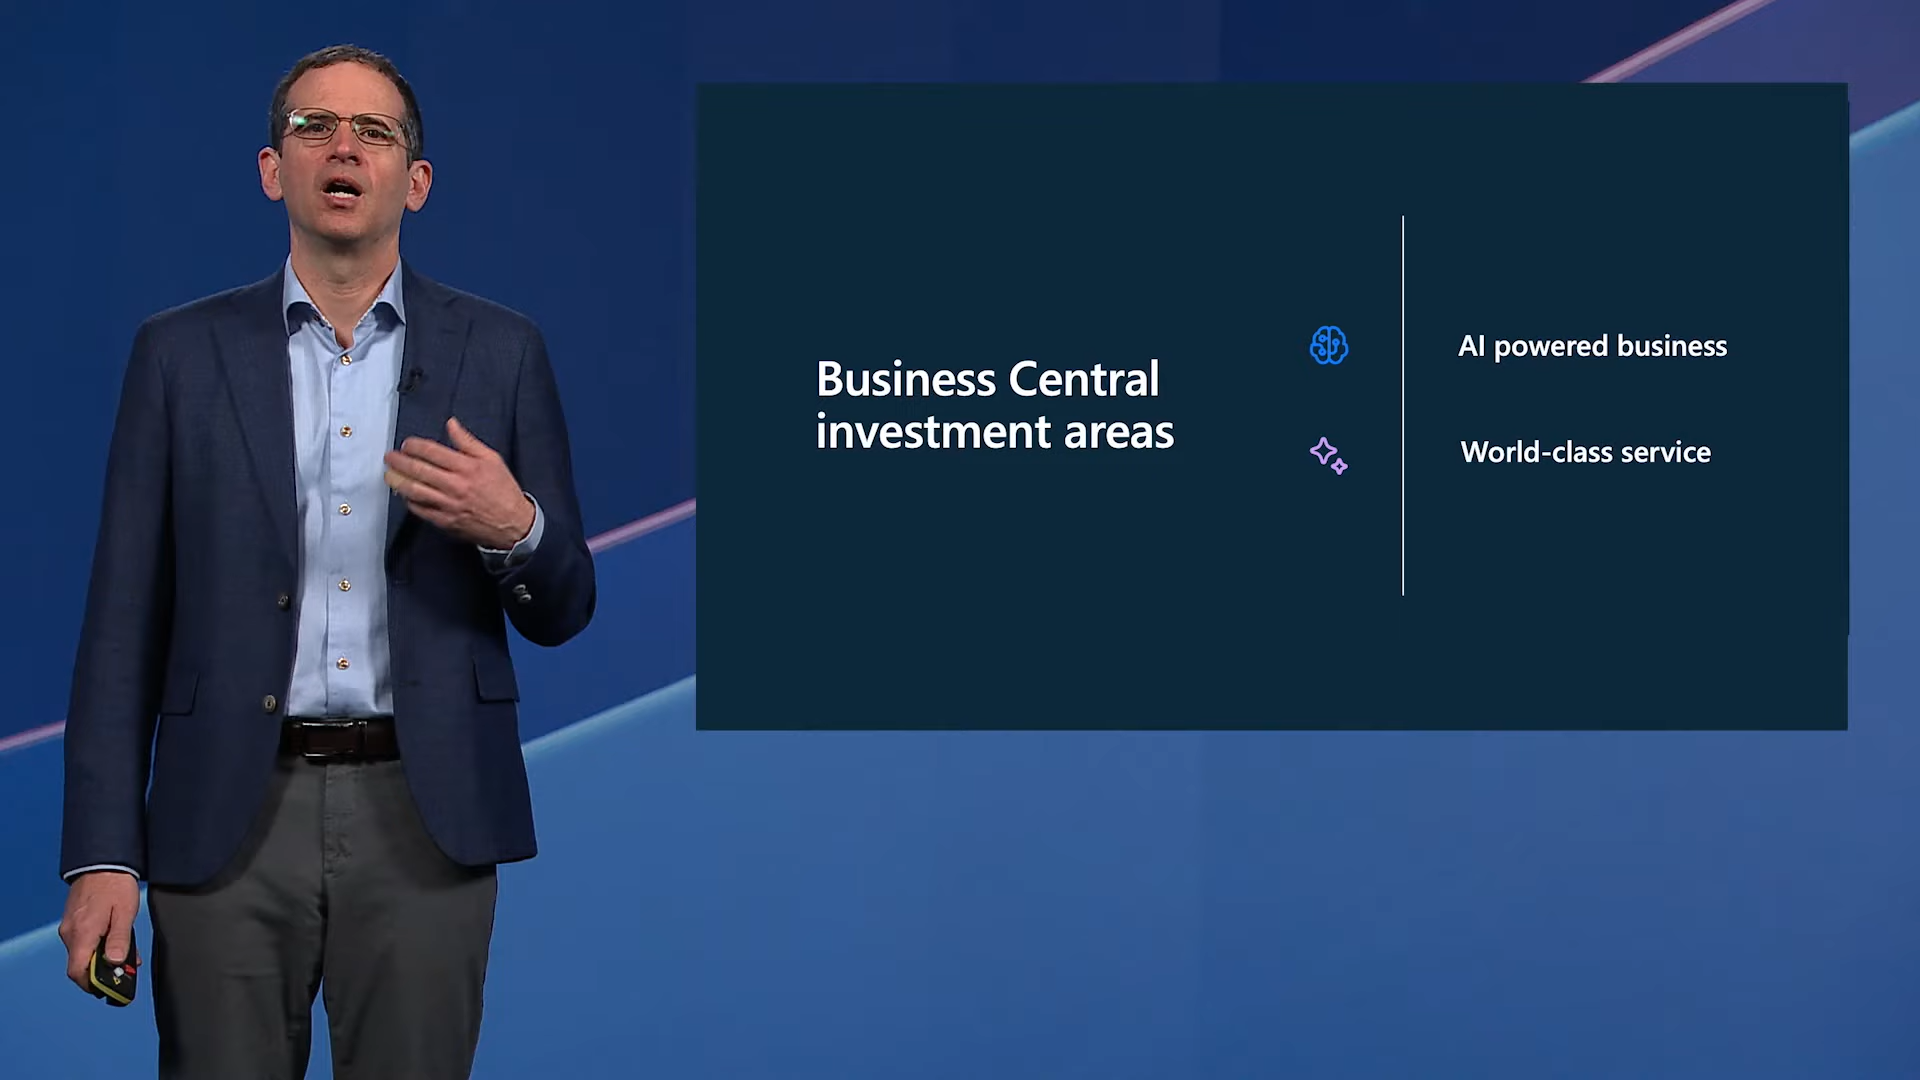 Business Central
investment areas
AI powered business
World-class service